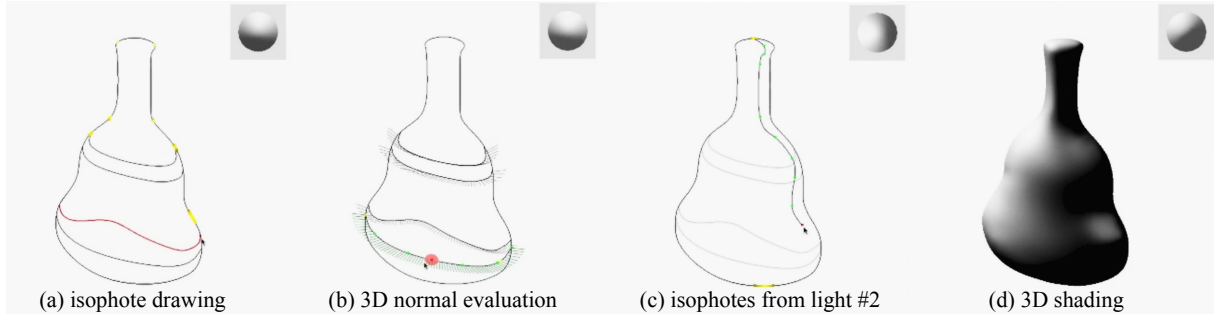 (a) isophote drawing
(b) 3D normal evaluation
(c) isophotes from light #2
(d) 3D shading